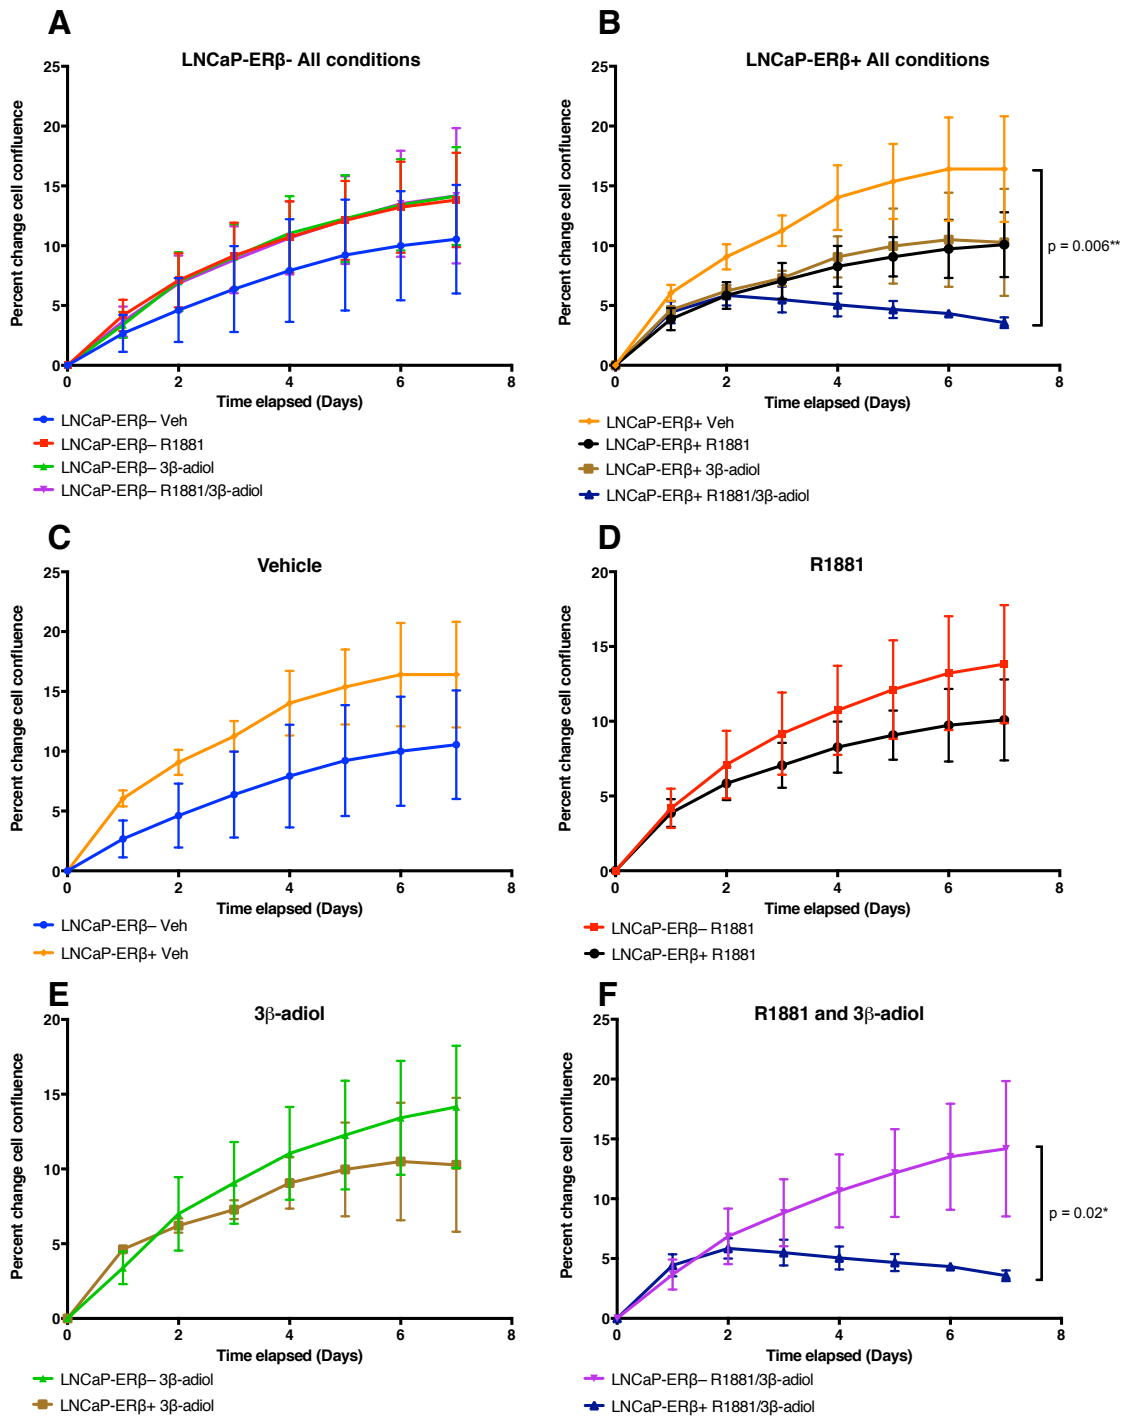 A
LNCaP-ERβ- All conditions
Percent change cell confluence
25
20
15
10
5
0
0 2 4 6 8
Time elapsed (Days)
LNCaP-ERβ– Veh
LNCaP-ERβ– R1881
LNCaP-ERβ– 3β-adiol
LNCaP-ERβ– R1881/3β-adiol
B
LNCaP-ERβ+ All conditions
Percent change cell confluence
25
20
15
10
5
0
0 2 4 6 8
Time elapsed (Days)
p = 0.006**
LNCaP-ERβ+ Veh
LNCaP-ERβ+ R1881
LNCaP-ERβ+ 3β-adiol
LNCaP-ERβ+ R1881/3β-adiol
C
Vehicle
Percent change cell confluence
25
20
15
10
5
0
0 2 4 6 8
Time elapsed (Days)
LNCaP-ERβ– Veh
LNCaP-ERβ+ Veh
D
R1881
Percent change cell confluence
20
15
10
5
0
0 2 4 6 8
Time elapsed (Days)
LNCaP-ERβ– R1881
LNCaP-ERβ+ R1881
E
3β-adiol
Percent change cell confluence
20
15
10
5
0
0 2 4 6 8
Time elapsed (Days)
LNCaP-ERβ– 3β-adiol
LNCaP-ERβ+ 3β-adiol
F
R1881 and 3β-adiol
Percent change cell confluence
25
20
15
10
5
0
0 2 4 6 8
Time elapsed (Days)
p = 0.02*
LNCaP-ERβ– R1881/3β-adiol
LNCaP-ERβ+ R1881/3β-adiol